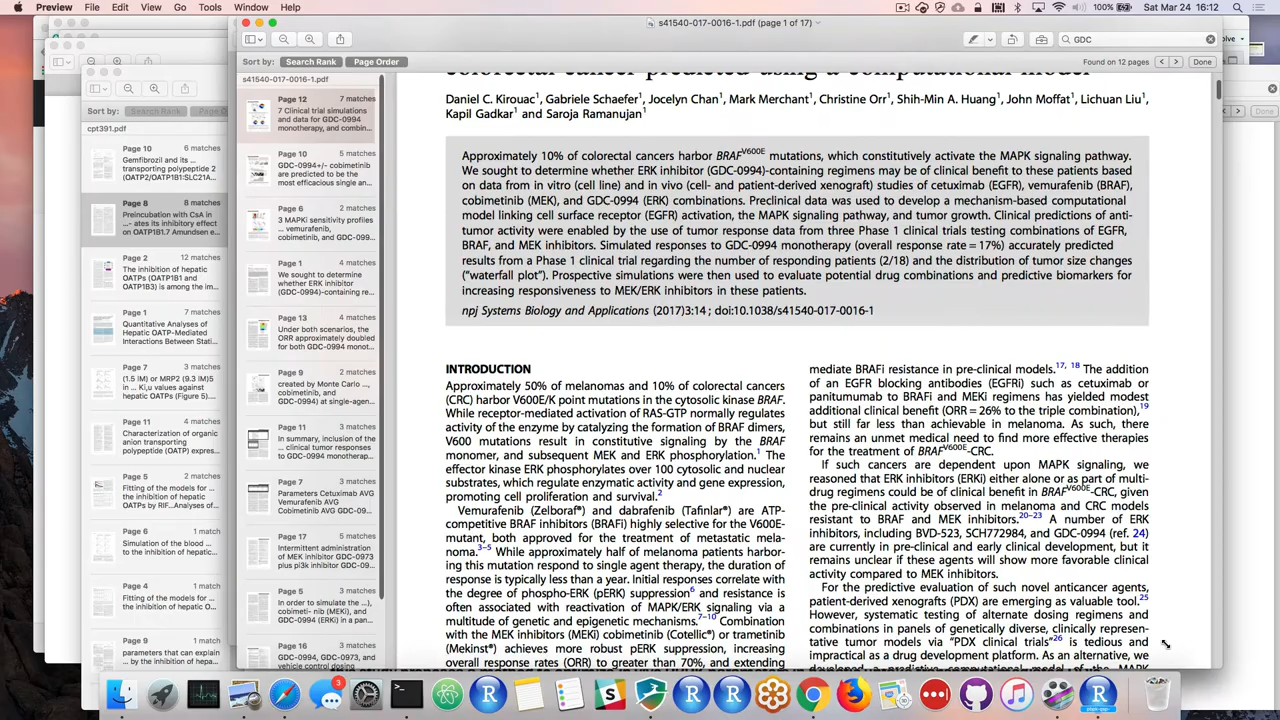 Preview File Edit View Go Tools Window Help
100%
Sat Mar 24 16:12
s41540-017-0016-1.pdf (page 1 of 17)
GDC
Sort by: Search Rank Page Order
Found on 12 pages
Done
s41540-017-0016-1.pdf
Page 12 7 matches
7 Clinical trial simulations
and data for GDC-0994
monotherapy, and combin...
Page 10 5 matches
GDC-0994+/- cobimetinib
are predicted to be the
most efficacious single an...
Page 6 2 matches
3 MAPKi sensitivity profiles
... vemurafenib,
cobimetinib, and GDC-09...
Page 1 4 matches
We sought to determine
whether ERK inhibitor
(GDC-0994)-containing re...
Page 13 4 matches
Under both scenarios, the
ORR approximately doubled
for both GDC-0994 monot...
Page 9 2 matches
created by Monte Carlo
..., cobimetinib, and
GDC-0994) at single-agen...
Page 11 4 matches
In summary, inclusion of the
... clinical tumor responses
to GDC-0994 monotherap...
Page 7 2 matches
Parameters Cetuximab AVG
Vemurafenib AVG
Cobimetinib AVG GDC-09...
Page 17 2 matches
Intermittent administration
of MEK inhibitor GDC-0973
plus pi3k inhibitor GDC-09...
Page 5 2 matches
In order to simulate the ...),
cobimeti- nib (MEKi), and
GDC-0994 (ERKi) in a pan...
Page 16 2 matches
GDC-0994, GDC-0973, and
vehicle control dosing
Sort by: Search Rank Page O
cpt391.pdf
Page 10 6 matches
Gemfibrozil and its ...
transporting polypeptide 2
(OATP2/OATP1B1:SLC21A...
Page 8 8 matches
Preincubation with CsA in
... - ates its inhibitory effect
on OATP1B1.7 Amundsen e...
Page 2 12 matches
The inhibition of hepatic
OATPs (OATP1B1 and
OATP1B3) is among the im...
Page 1 7 matches
Quantitative Analyses of
Hepatic OATP-Mediated
Interactions Between Stati...
Page 7 2 matches
(1.5 lM) or MRP2 (9.3 lM)5
in ... Ki,u values against
hepatic OATPs (Figure 5)...
Page 11 4 matches
Characterization of organic
anion transporting
polypeptide (OATP) expres...
Page 5 2 matches
Fitting of the models for ...
the inhibition of hepatic
OATPs by RIF...Analyses of...
Page 6 1 match
Simulation of the blood ...
to the inhibition of hepatic...
Page 4 1 match
Fitting of the models for ...
the inhibition of hepatic...
Page 9 1 match
parameters that can explain
... by the inhibition of hepa...
colorectal cancer predicted using a computational model
Daniel C. Kirouac1, Gabriele Schaefer1, Jocelyn Chan1, Mark Merchant1, Christine Orr1, Shih-Min A. Huang1, John Moffat1, Lichuan Liu1,
Kapil Gadkar1 and Saroja Ramanujan1
Approximately 10% of colorectal cancers harbor BRAFV600E mutations, which constitutively activate the MAPK signaling pathway.
We sought to determine whether ERK inhibitor (GDC-0994)-containing regimens may be of clinical benefit to these patients based
on data from in vitro (cell line) and in vivo (cell- and patient-derived xenograft) studies of cetuximab (EGFR), vemurafenib (BRAF),
cobimetinib (MEK), and GDC-0994 (ERK) combinations. Preclinical data was used to develop a mechanism-based computational
model linking cell surface receptor (EGFR) activation, the MAPK signaling pathway, and tumor growth. Clinical predictions of anti-
tumor activity were enabled by the use of tumor response data from three Phase 1 clinical trials testing combinations of EGFR,
BRAF, and MEK inhibitors. Simulated responses to GDC-0994 monotherapy (overall response rate = 17%) accurately predicted
results from a Phase 1 clinical trial regarding the number of responding patients (2/18) and the distribution of tumor size changes
("waterfall plot"). Prospective simulations were then used to evaluate potential drug combinations and predictive biomarkers for
increasing responsiveness to MEK/ERK inhibitors in these patients.
npj Systems Biology and Applications (2017)3:14 ; doi:10.1038/s41540-017-0016-1
INTRODUCTION
Approximately 50% of melanomas and 10% of colorectal cancers
(CRC) harbor V600E/K point mutations in the cytosolic kinase BRAF.
While receptor-mediated activation of RAS-GTP normally regulates
activity of the enzyme by catalyzing the formation of BRAF dimers,
V600 mutations result in constitutive signaling by the BRAF
monomer, and subsequent MEK and ERK phosphorylation.1 The
effector kinase ERK phosphorylates over 100 cytosolic and nuclear
substrates, which regulate enzymatic activity and gene expression,
promoting cell proliferation and survival.2
Vemurafenib (Zelboraf®) and dabrafenib (Tafinlar®) are ATP-
competitive BRAF inhibitors (BRAFi) highly selective for the V600E-
mutant, both approved for the treatment of metastatic mela-
noma.3–5 While approximately half of melanoma patients harbor-
ing this mutation respond to single agent therapy, the duration of
response is typically less than a year. Initial responses correlate with
the degree of phospho-ERK (pERK) suppression6 and resistance is
often associated with reactivation of MAPK/ERK signaling via a
multitude of genetic and epigenetic mechanisms.7–10 Combination
with the MEK inhibitors (MEKi) cobimetinib (Cotellic®) or trametinib
(Mekinst®) achieves more robust pERK suppression, increasing
overall response rates (ORR) to greater than 70%, and extending
mediate BRAFi resistance in pre-clinical models.17, 18 The addition
of an EGFR blocking antibodies (EGFRi) such as cetuximab or
panitumumab to BRAFi and MEKi regimens has yielded modest
additional clinical benefit (ORR = 26% to the triple combination),19
but still far less than achievable in melanoma. As such, there
remains an unmet medical need to find more effective therapies
for the treatment of BRAFV600E-CRC.
If such cancers are dependent upon MAPK signaling, we
reasoned that ERK inhibitors (ERKi) either alone or as part of multi-
drug regimens could be of clinical benefit in BRAFV600E-CRC, given
the pre-clinical activity observed in melanoma and CRC models
resistant to BRAF and MEK inhibitors.20–23 A number of ERK
inhibitors, including BVD-523, SCH772984, and GDC-0994 (ref. 24)
are currently in pre-clinical and early clinical development, but it
remains unclear if these agents will show more favorable clinical
activity compared to MEK inhibitors.
For the predictive evaluation of such novel anticancer agents,
patient-derived xenografts (PDX) are emerging as valuable tool.25
However, systematic testing of alternate dosing regimens and
combinations in panels of genetically diverse, clinically represen-
tative tumor models via "PDX clinical trials"26 is tedious and
impractical as a drug development platform. As an alternative, we
developed a predictive computational model of the MAPK
Done
3